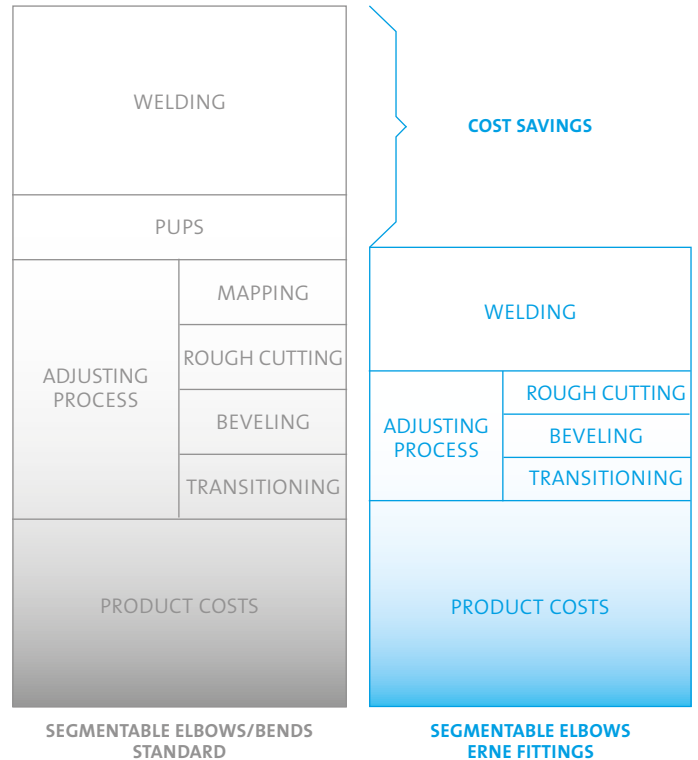 WELDING
PUPS
ADJUSTING
PROCESS
MAPPING
ROUGH CUTTING
BEVELING
TRANSITIONING
PRODUCT COSTS
SEGMENTABLE ELBOWS/BENDS
STANDARD
COST SAVINGS
WELDING
ADJUSTING
PROCESS
ROUGH CUTTING
BEVELING
TRANSITIONING
PRODUCT COSTS
SEGMENTABLE ELBOWS
ERNE FITTINGS